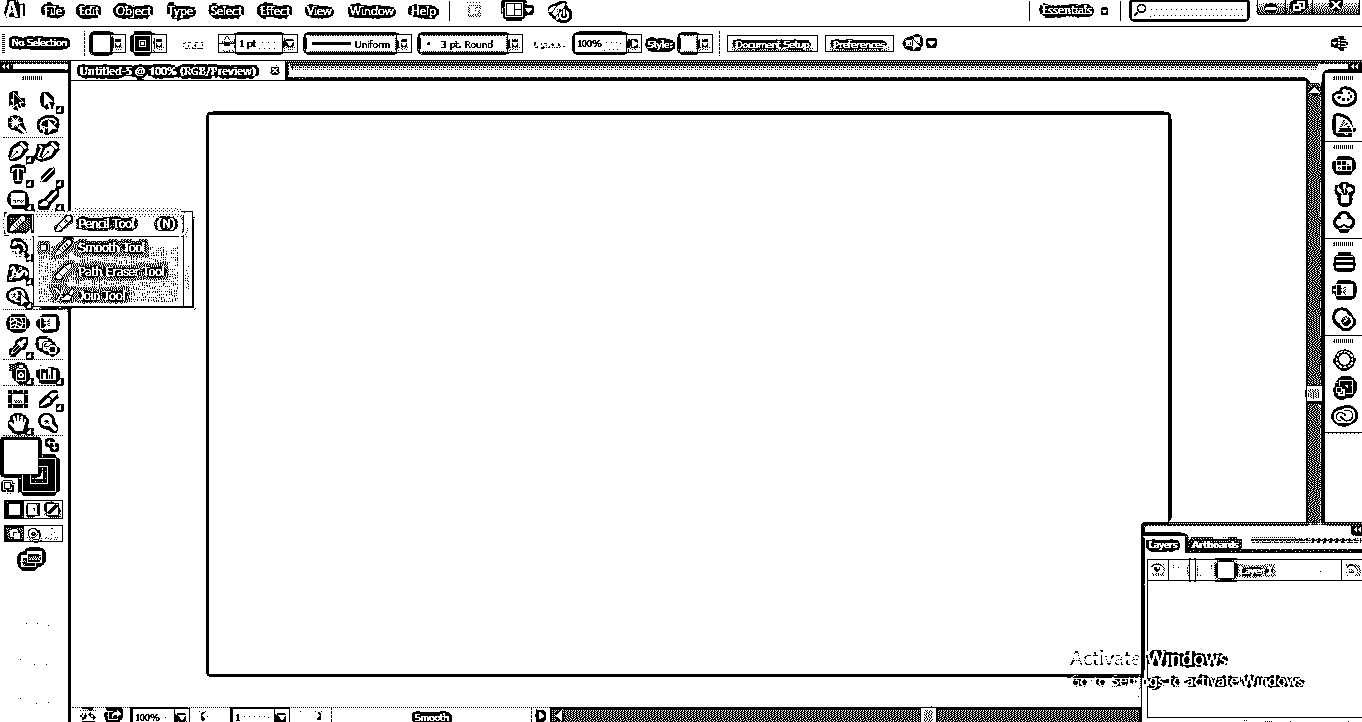 Ai File Edit Object Type Select Effect View Window Help Essentials
No Selection 1 pt Uniform 3 pt. Round 100% Style: Document Setup Preferences
Untitled-5 @ 100% (RGB/Preview)
Pencil Tool (N)
Smooth Tool
Path Eraser Tool
Join Tool
Layers Artboards
Activate Windows
Go to Settings to activate Windows
100% 1 Smooth